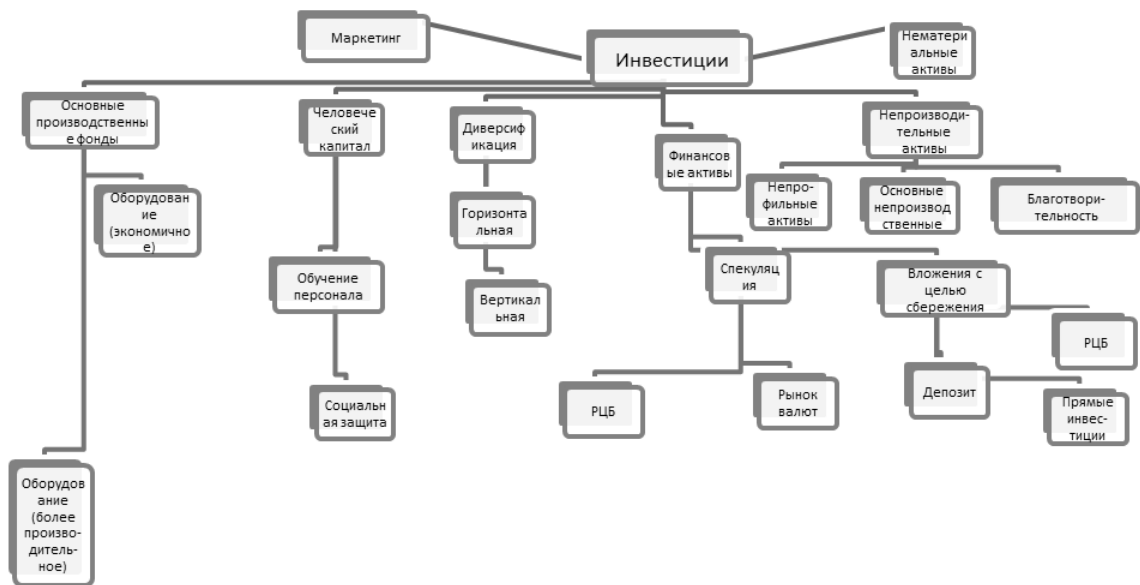 Маркетинг
Инвестиции
Нематери
альные
активы
Основные
производственны
е фонды
Человече
ский
капитал
Диверсиф
икация
Финансов
ые активы
Непроизводи-
тельные
активы
Оборудован
ие
(экономично
е)
Горизонта
льная
Непро-
фильные
активы
Основные
непроизвод
ственные
Благотвори-
тельность
Обучение
персонала
Вертикал
ьная
Спекуляц
ия
Вложения с
целью
сбережения
РЦБ
Социальн
ая защита
РЦБ
Рынок
валют
Депозит
Прямые
инвес-
тиции
Оборудов
ание
(более
произво-
дитель-
ное)